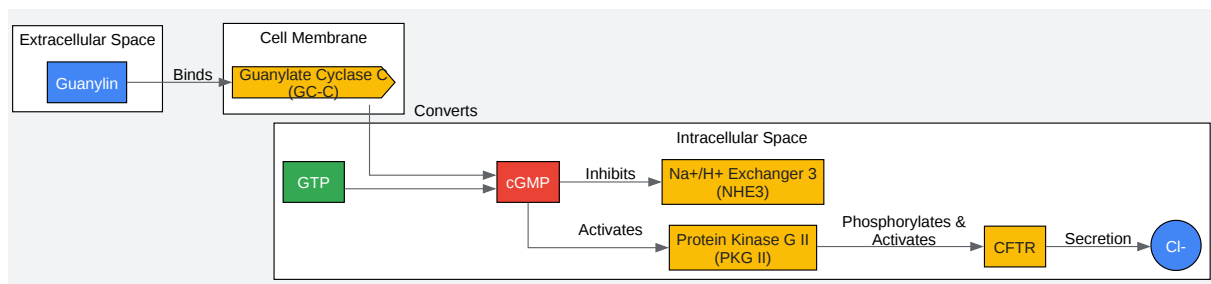 Extracellular Space
Guanylin
Binds
Cell Membrane
Guanylate Cyclase C
(GC-C)
Converts
Intracellular Space
GTP
cGMP
Inhibits
Na+/H+ Exchanger 3
(NHE3)
Activates
Protein Kinase G II
(PKG II)
Phosphorylates &
Activates
CFTR
Secretion
Cl-